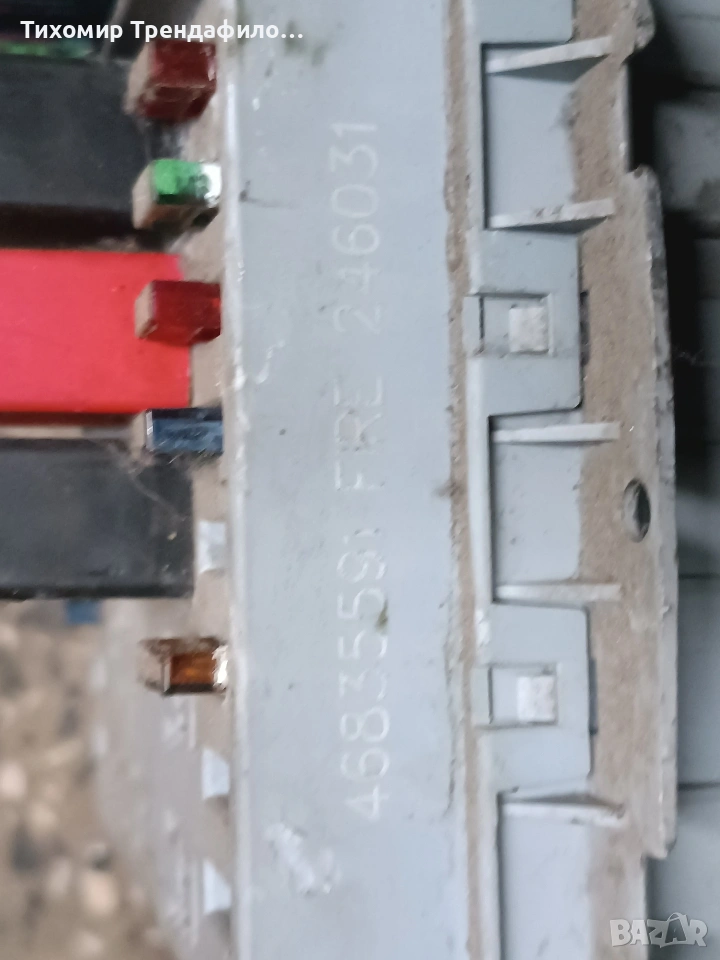 Тихомир Трендафило...
46835591 FRE 246031
BAZAR